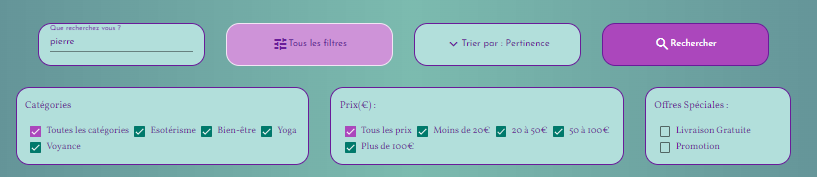 Que recherchez vous ?
pierre
Tous les filtres
Trier par : Pertinence
Rechercher
Catégories
Toutes les catégories Esotérisme Bien-être Yoga
Voyance
Prix(€) :
Tous les prix Moins de 20€ 20 à 50€ 50 à 100€
Plus de 100€
Offres Spéciales :
Livraison Gratuite
Promotion